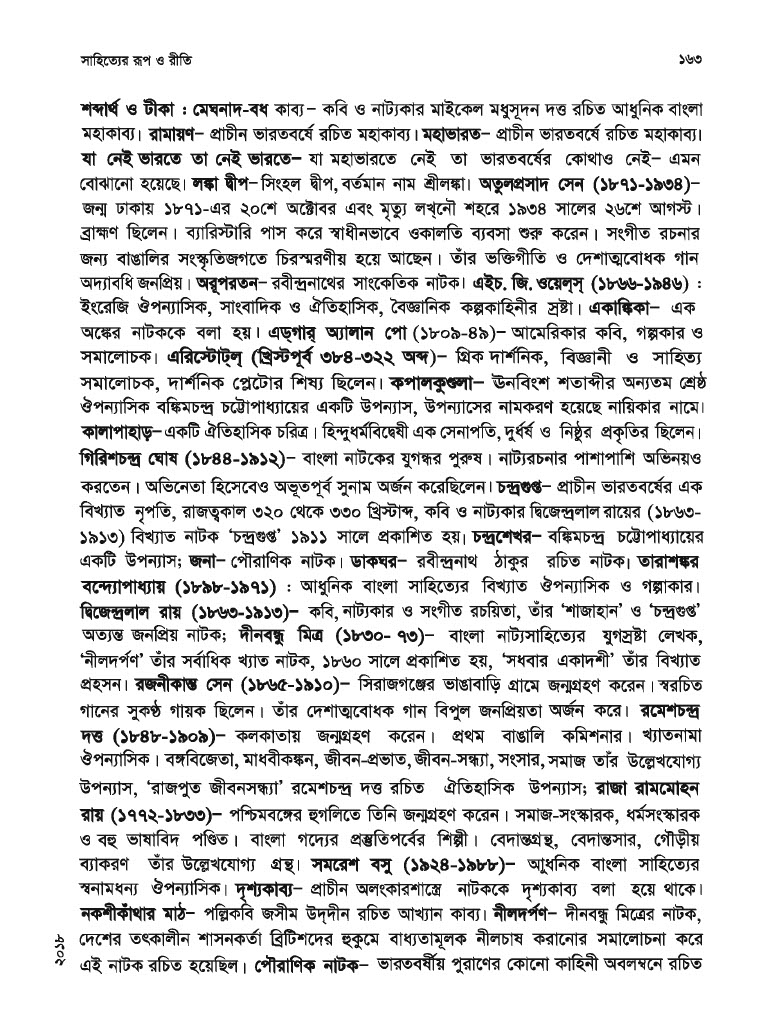 সাহিত্যের রূপ ও রীতি ১৬৩
শব্দার্থ ও টীকা : মেঘনাদ-বধ কাব্য– কবি ও নাট্যকার মাইকেল মধুসূদন দত্ত রচিত আধুনিক বাংলা
মহাকাব্য। রামায়ণ– প্রাচীন ভারতবর্ষে রচিত মহাকাব্য। মহাভারত– প্রাচীন ভারতবর্ষে রচিত মহাকাব্য।
যা নেই ভারতে তা নেই ভারতে– যা মহাভারতে নেই তা ভারতবর্ষের কোথাও নেই– এমন
বোঝানো হয়েছে। লঙ্কা দ্বীপ– সিংহল দ্বীপ, বর্তমান নাম শ্রীলঙ্কা। অতুলপ্রসাদ সেন (১৮৭১-১৯৩৪)–
জন্ম ঢাকায় ১৮৭১-এর ২০শে অক্টোবর এবং মৃত্যু লখ্নৌ শহরে ১৯৩৪ সালের ২৬শে আগস্ট।
ব্রাহ্মণ ছিলেন। ব্যারিস্টারি পাস করে স্বাধীনভাবে ওকালতি ব্যবসা শুরু করেন। সংগীত রচনার
জন্য বাঙালির সংস্কৃতিজগতে চিরস্মরণীয় হয়ে আছেন। তাঁর ভক্তিগীতি ও দেশাত্মবোধক গান
অদ্যাবধি জনপ্রিয়। অরূপরতন– রবীন্দ্রনাথের সাংকেতিক নাটক। এইচ. জি. ওয়েল্‌স্ (১৮৬৬-১৯৪৬) :
ইংরেজি ঔপন্যাসিক, সাংবাদিক ও ঐতিহাসিক, বৈজ্ঞানিক কল্পকাহিনীর স্রষ্টা। একাঙ্কিকা– এক
অঙ্কের নাটককে বলা হয়। এড্‌গার্ অ্যালান পো (১৮০৯-৪৯)– আমেরিকার কবি, গল্পকার ও
সমালোচক। এরিস্টোট্‌ল্ (খ্রিস্টপূর্ব ৩৮৪-৩২২ অব্দ)– গ্রিক দার্শনিক, বিজ্ঞানী ও সাহিত্য
সমালোচক, দার্শনিক প্লেটোর শিষ্য ছিলেন। কপালকুণ্ডলা– ঊনবিংশ শতাব্দীর অন্যতম শ্রেষ্ঠ
ঔপন্যাসিক বঙ্কিমচন্দ্র চট্টোপাধ্যায়ের একটি উপন্যাস, উপন্যাসের নামকরণ হয়েছে নায়িকার নামে।
কালাপাহাড়– একটি ঐতিহাসিক চরিত্র। হিন্দুধর্মবিদ্বেষী এক সেনাপতি, দুর্ধর্ষ ও নিষ্ঠুর প্রকৃতির ছিলেন।
গিরিশচন্দ্র ঘোষ (১৮৪৪-১৯১২)– বাংলা নাটকের যুগন্ধর পুরুষ। নাট্যরচনার পাশাপাশি অভিনয়ও
করতেন। অভিনেতা হিসেবেও অভূতপূর্ব সুনাম অর্জন করেছিলেন। চন্দ্রগুপ্ত– প্রাচীন ভারতবর্ষের এক
বিখ্যাত নৃপতি, রাজত্বকাল ৩২০ থেকে ৩৩০ খ্রিস্টাব্দ, কবি ও নাট্যকার দ্বিজেন্দ্রলাল রায়ের (১৮৬৩-
১৯১৩) বিখ্যাত নাটক ‘চন্দ্রগুপ্ত’ ১৯১১ সালে প্রকাশিত হয়। চন্দ্রশেখর– বঙ্কিমচন্দ্র চট্টোপাধ্যায়ের
একটি উপন্যাস; জনা– পৌরাণিক নাটক। ডাকঘর– রবীন্দ্রনাথ ঠাকুর রচিত নাটক। তারাশঙ্কর
বন্দ্যোপাধ্যায় (১৮৯৮-১৯৭১) : আধুনিক বাংলা সাহিত্যের বিখ্যাত ঔপন্যাসিক ও গল্পাকার।
দ্বিজেন্দ্রলাল রায় (১৮৬৩-১৯১৩)– কবি, নাট্যকার ও সংগীত রচয়িতা, তাঁর ‘শাজাহান’ ও ‘চন্দ্রগুপ্ত’
অত্যন্ত জনপ্রিয় নাটক; দীনবন্ধু মিত্র (১৮৩০- ৭৩)– বাংলা নাট্যসাহিত্যের যুগস্রষ্টা লেখক,
‘নীলদর্পণ’ তাঁর সর্বাধিক খ্যাত নাটক, ১৮৬০ সালে প্রকাশিত হয়, ‘সধবার একাদশী’ তাঁর বিখ্যাত
প্রহসন। রজনীকান্ত সেন (১৮৬৫-১৯১০)– সিরাজগঞ্জের ভাঙাবাড়ি গ্রামে জন্মগ্রহণ করেন। স্বরচিত
গানের সুকণ্ঠ গায়ক ছিলেন। তাঁর দেশাত্মবোধক গান বিপুল জনপ্রিয়তা অর্জন করে। রমেশচন্দ্র
দত্ত (১৮৪৮-১৯০৯)– কলকাতায় জন্মগ্রহণ করেন। প্রথম বাঙালি কমিশনার। খ্যাতনামা
ঔপন্যাসিক। বঙ্গবিজেতা, মাধবীকঙ্কন, জীবন-প্রভাত, জীবন-সন্ধ্যা, সংসার, সমাজ তাঁর উল্লেখযোগ্য
উপন্যাস, ‘রাজপুত জীবনসন্ধ্যা’ রমেশচন্দ্র দত্ত রচিত ঐতিহাসিক উপন্যাস; রাজা রামমোহন
রায় (১৭৭২-১৮৩৩)– পশ্চিমবঙ্গের হুগলিতে তিনি জন্মগ্রহণ করেন। সমাজ-সংস্কারক, ধর্মসংস্কারক
ও বহু ভাষাবিদ পণ্ডিত। বাংলা গদ্যের প্রস্তুতিপর্বের শিল্পী। বেদান্তগ্রন্থ, বেদান্তসার, গৌড়ীয়
ব্যাকরণ তাঁর উল্লেখযোগ্য গ্রন্থ। সমরেশ বসু (১৯২৪-১৯৮৮)– আধুনিক বাংলা সাহিত্যের
স্বনামধন্য ঔপন্যাসিক। দৃশ্যকাব্য– প্রাচীন অলংকারশাস্ত্রে নাটককে দৃশ্যকাব্য বলা হয়ে থাকে।
নকশীকাঁথার মাঠ– পল্লিকবি জসীম উদ্‌দীন রচিত আখ্যান কাব্য। নীলদর্পণ– দীনবন্ধু মিত্রের নাটক,
দেশের তৎকালীন শাসনকর্তা ব্রিটিশদের হুকুমে বাধ্যতামূলক নীলচাষ করানোর সমালোচনা করে
এই নাটক রচিত হয়েছিল। পৌরাণিক নাটক– ভারতবর্ষীয় পুরাণের কোনো কাহিনী অবলম্বনে রচিত
২০১৮